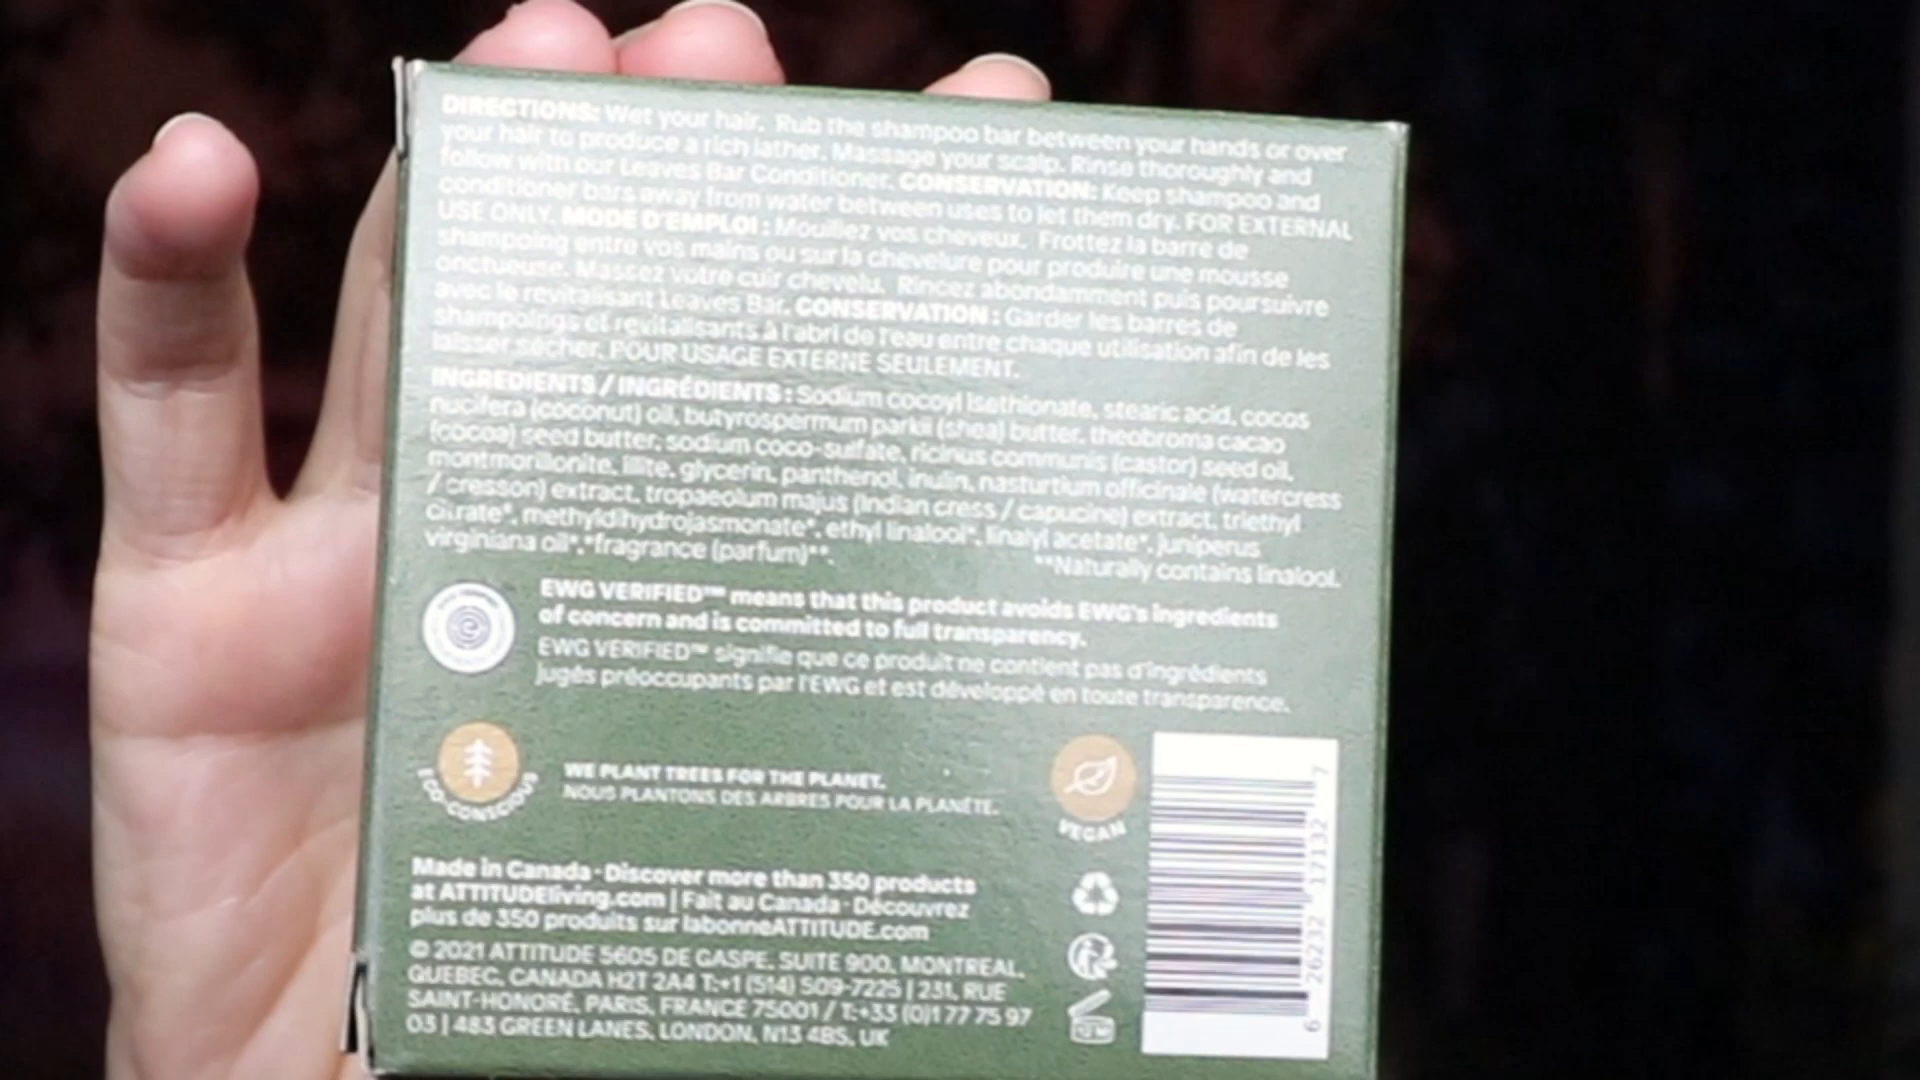 DIRECTIONS: Wet your hair. Rub the shampoo bar between your hands or over
your hair to produce a rich lather. Massage your scalp. Rinse thoroughly and
follow with our Leaves Bar Conditioner. CONSERVATION: Keep shampoo and
conditioner bars away from water between uses to let them dry. FOR EXTERNAL
USE ONLY. MODE D'EMPLOI : Mouillez vos cheveux. Frottez la barre de
shampoing entre vos mains ou sur la chevelure pour produire une mousse
onctueuse. Massez votre cuir chevelu. Rincez abondamment puis poursuivre
avec le revitalisant Leaves Bar. CONSERVATION : Garder les barres de
shampoings et revitalisants à l'abri de l'eau entre chaque utilisation afin de les
laisser sécher. POUR USAGE EXTERNE SEULEMENT.
INGREDIENTS / INGRÉDIENTS : Sodium cocoyl isethionate, stearic acid, cocos
nucifera (coconut) oil, butyrospermum parkii (shea) butter, theobroma cacao
(cocoa) seed butter, sodium coco-sulfate, ricinus communis (castor) seed oil,
montmorillonite, illite, glycerin, panthenol, inulin, nasturtium officinale (watercress
/ cresson) extract, tropaeolum majus (Indian cress / capucine) extract, triethyl
citrate*, methyldihydrojasmonate*, ethyl linalool*, linalyl acetate*, juniperus
virginiana oil*,*fragrance (parfum)**. **Naturally contains linalool.
EWG VERIFIED™ means that this product avoids EWG's ingredients
of concern and is committed to full transparency.
EWG VERIFIED™ signifie que ce produit ne contient pas d'ingrédients
jugés préoccupants par l'EWG et est développé en toute transparence.
ECO-CONSCIOUS
WE PLANT TREES FOR THE PLANET.
NOUS PLANTONS DES ARBRES POUR LA PLANÈTE.
VEGAN
Made in Canada · Discover more than 350 products
at ATTITUDEliving.com | Fait au Canada · Découvrez
plus de 350 produits sur labonneATTITUDE.com
© 2021 ATTITUDE 5605 DE GASPE, SUITE 900, MONTREAL,
QUEBEC, CANADA H2T 2A4 T:+1 (514) 509-7225 | 231, RUE
SAINT-HONORÉ, PARIS, FRANCE 75001 / T:+33 (0)1 77 75 97
03 | 483 GREEN LANES, LONDON, N13 4BS, UK
6 26232 17132 7